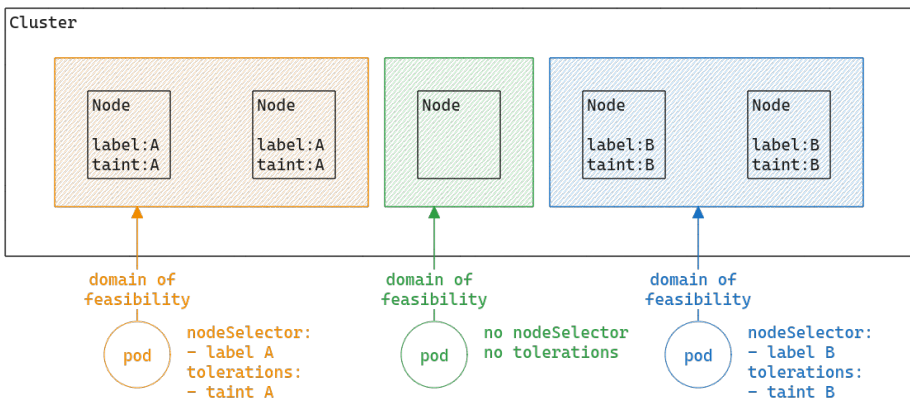 Cluster
Node
label:A
taint:A
Node
label:A
taint:A
Node
Node
label:B
taint:B
Node
label:B
taint:B
domain of
feasibility
domain of
feasibility
domain of
feasibility
pod
nodeSelector:
- label A
tolerations:
- taint A
pod
no nodeSelector
no tolerations
pod
nodeSelector:
- label B
tolerations:
- taint B